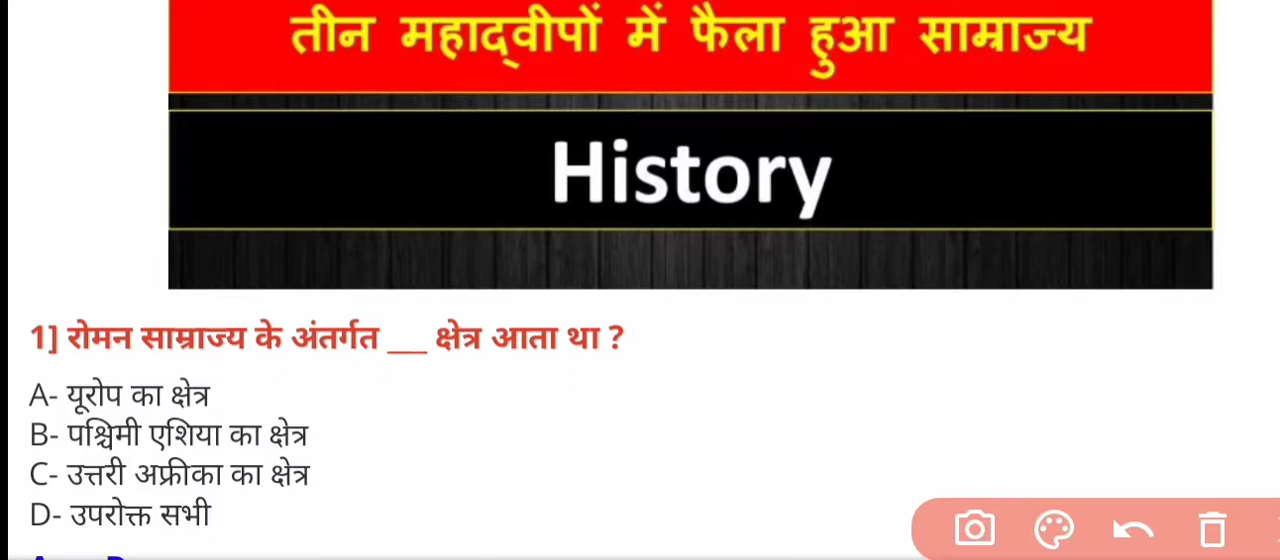 तीन महाद्वीपों में फैला हुआ साम्राज्य
History
1] रोमन साम्राज्य के अंतर्गत ___ क्षेत्र आता था ?
A- यूरोप का क्षेत्र
B- पश्चिमी एशिया का क्षेत्र
C- उत्तरी अफ्रीका का क्षेत्र
D- उपरोक्त सभी